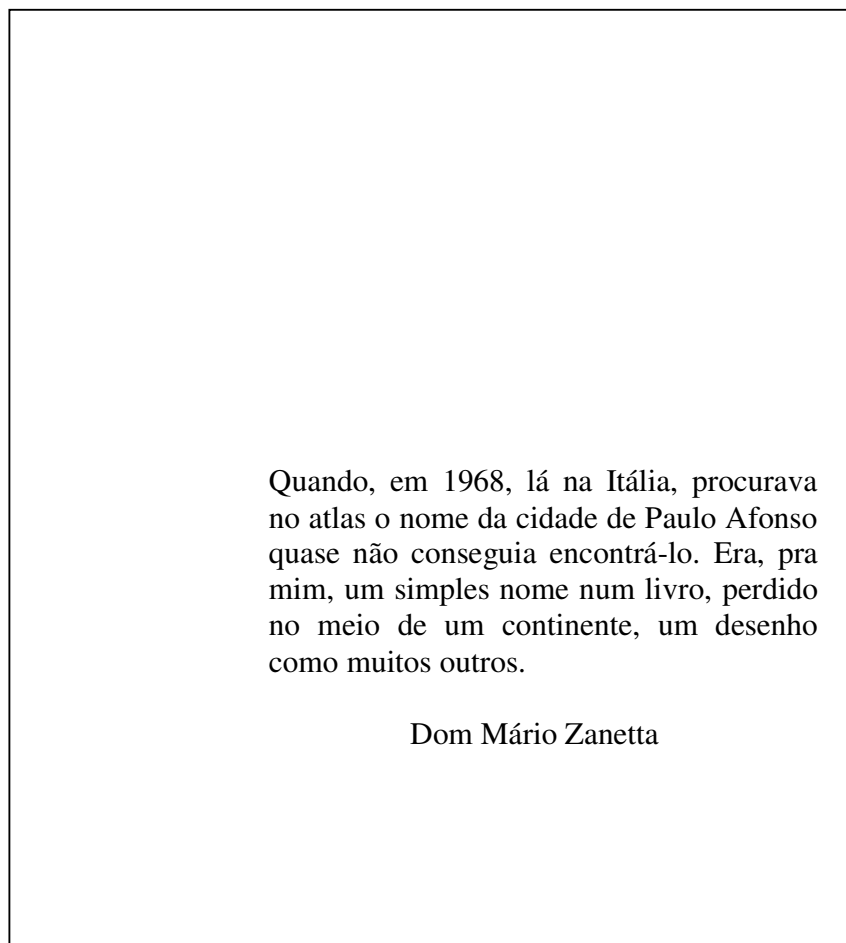 Quando, em 1968, lá na Itália, procurava
no atlas o nome da cidade de Paulo Afonso
quase não conseguia encontrá-lo. Era, pra
mim, um simples nome num livro, perdido
no meio de um continente, um desenho
como muitos outros.
Dom Mário Zanetta